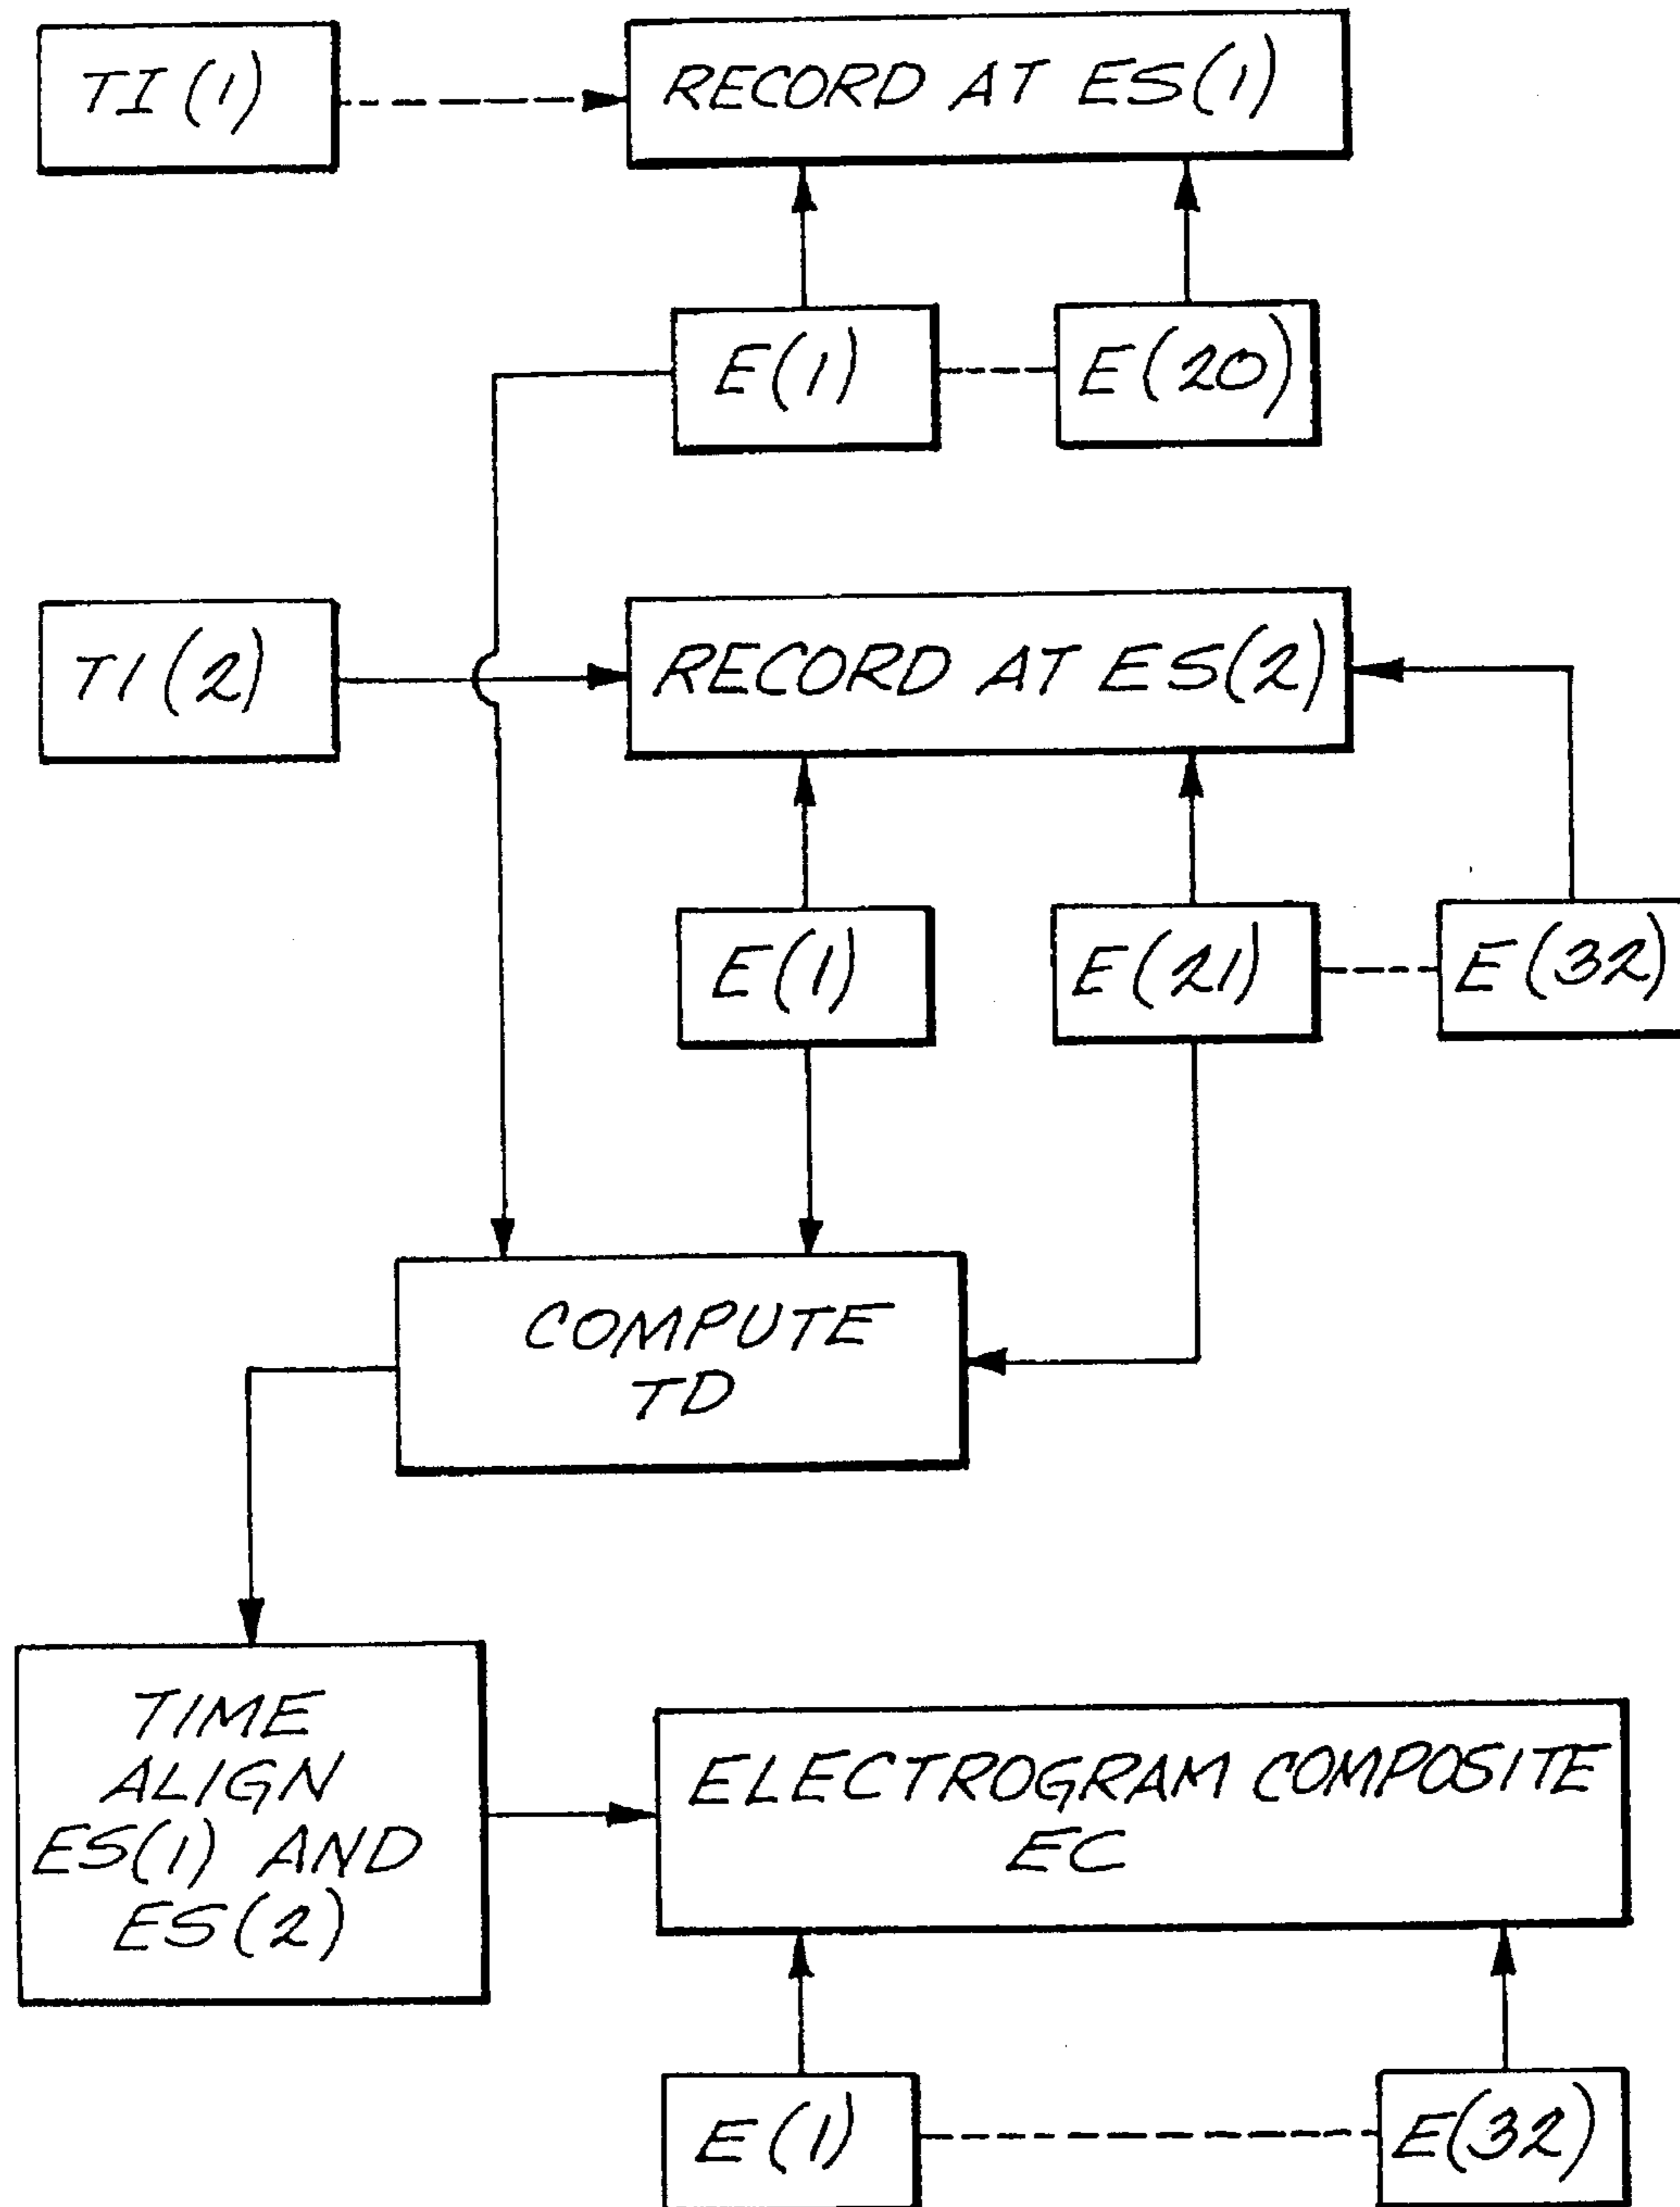 TI(1)
RECORD AT ES(1)
E(1)
E(20)
TI(2)
RECORD AT ES(2)
E(1)
E(21)
E(32)
COMPUTE
TD
TIME
ALIGN
ES(1) AND
ES(2)
ELECTROGRAM COMPOSITE
EC
E(1)
E(32)